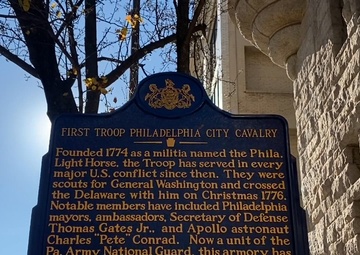 FIRST TROOP PHILADELPHIA CITY CAVALRY
Founded 1774 as a militia named the Phila.
Light Horse, the Troop has served in every
major U.S. conflict since then. They were
scouts for General Washington and crossed
the Delaware with him on Christmas 1776.
Notable members have included Philadelphia
mayors, ambassadors, Secretary of Defense
Thomas Gates Jr., and Apollo astronaut
Charles "Pete" Conrad. Now a unit of the
Pa. Army National Guard, this armory has